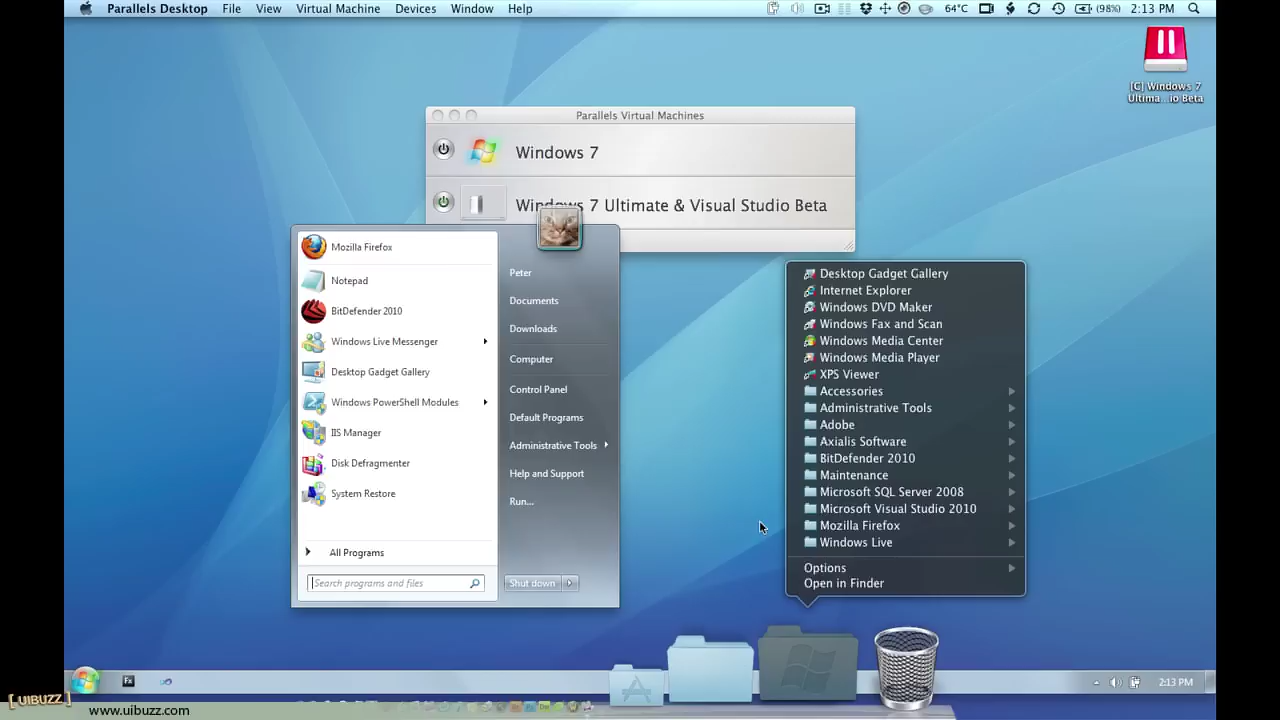 Parallels Desktop File View Virtual Machine Devices Window Help 64°C (98%) 2:13 PM
[C] Windows 7
Ultima...io Beta
Parallels Virtual Machines
Windows 7
Windows 7 Ultimate & Visual Studio Beta
Mozilla Firefox
Notepad
BitDefender 2010
Windows Live Messenger
Desktop Gadget Gallery
Windows PowerShell Modules
IIS Manager
Disk Defragmenter
System Restore
All Programs
Search programs and files
Peter
Documents
Downloads
Computer
Control Panel
Default Programs
Administrative Tools
Help and Support
Run...
Shut down
Desktop Gadget Gallery
Internet Explorer
Windows DVD Maker
Windows Fax and Scan
Windows Media Center
Windows Media Player
XPS Viewer
Accessories
Administrative Tools
Adobe
Axialis Software
BitDefender 2010
Maintenance
Microsoft SQL Server 2008
Microsoft Visual Studio 2010
Mozilla Firefox
Windows Live
Options
Open in Finder
Fx
2:13 PM
[ UIBUZZ ]
www.uibuzz.com